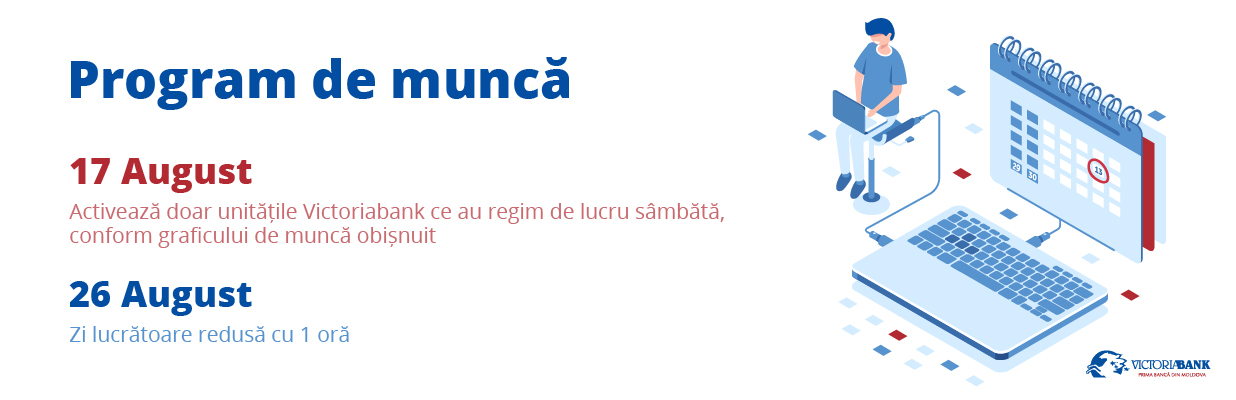 Program de muncă
17 August
Activează doar unitățile Victoriabank ce au regim de lucru sâmbătă,
conform graficului de muncă obișnuit
26 August
Zi lucrătoare redusă cu 1 oră
29
30
13
VICTORIABANK
PRIMA BANCĂ DIN MOLDOVA